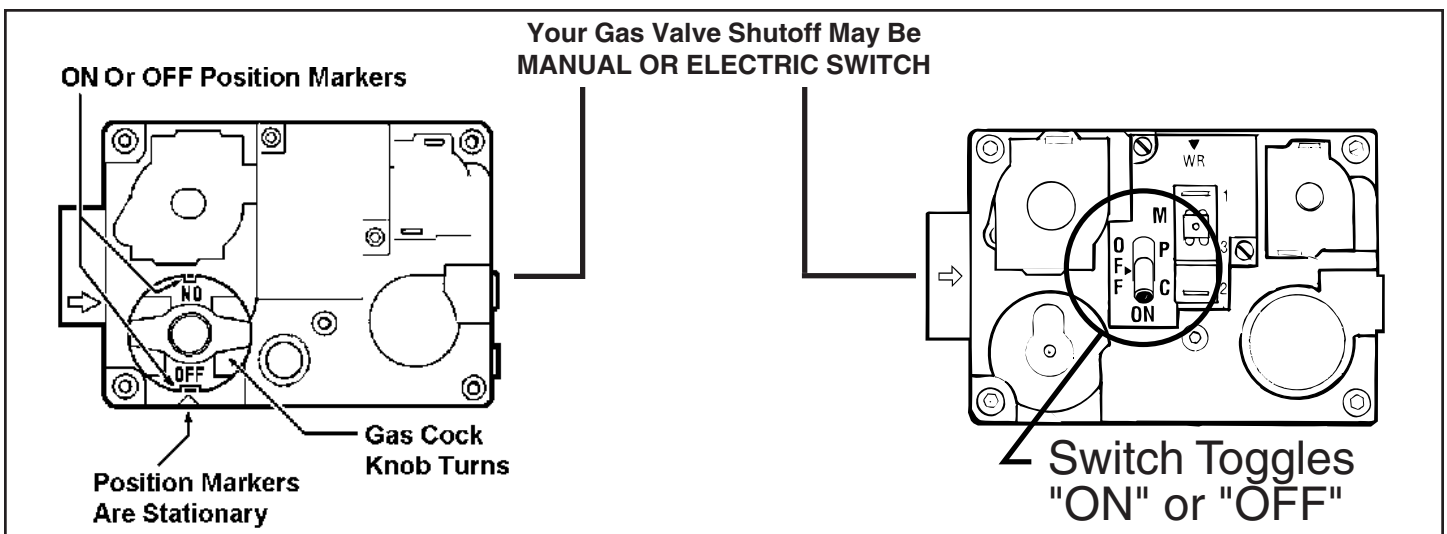 Your Gas Valve Shutoff May Be
MANUAL OR ELECTRIC SWITCH
ON Or OFF Position Markers
NO
OFF
Gas Cock
Knob Turns
Position Markers
Are Stationary
WR
1
M
3
P
OFF
C
2
ON
Switch Toggles
"ON" or "OFF"